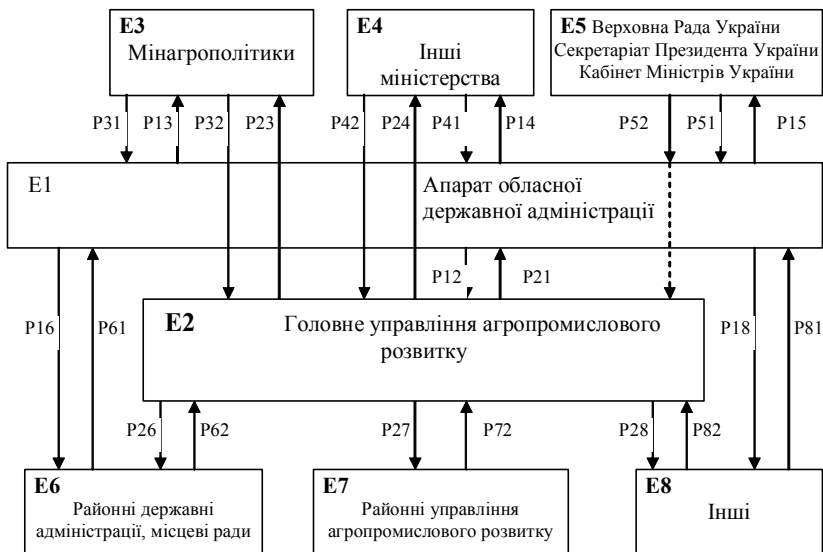 E3
Мінагрополітики
E4
Інші
міністерства
E5 Верховна Рада України
Секретаріат Президента України
Кабінет Міністрів України
P31
P13
P32
P23
P42
P24
P41
P14
P52
P51
P15
E1
Апарат обласної
державної адміністрації
P12
P21
P16
P61
P18
P81
E2
Головне управління агропромислового
розвитку
P26
P62
P27
P72
P28
P82
E6
Районні державні
адміністрації, місцеві ради
E7
Районні управління
агропромислового розвитку
E8
Інші